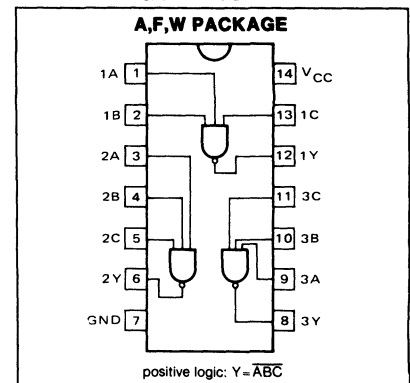 A,F,W PACKAGE
1A 1 14 VCC
1B 2 13 1C
2A 3 12 1Y
2B 4 11 3C
2C 5 10 3B
2Y 6 9 3A
GND 7 8 3Y
positive logic: Y=A̅B̅C̅